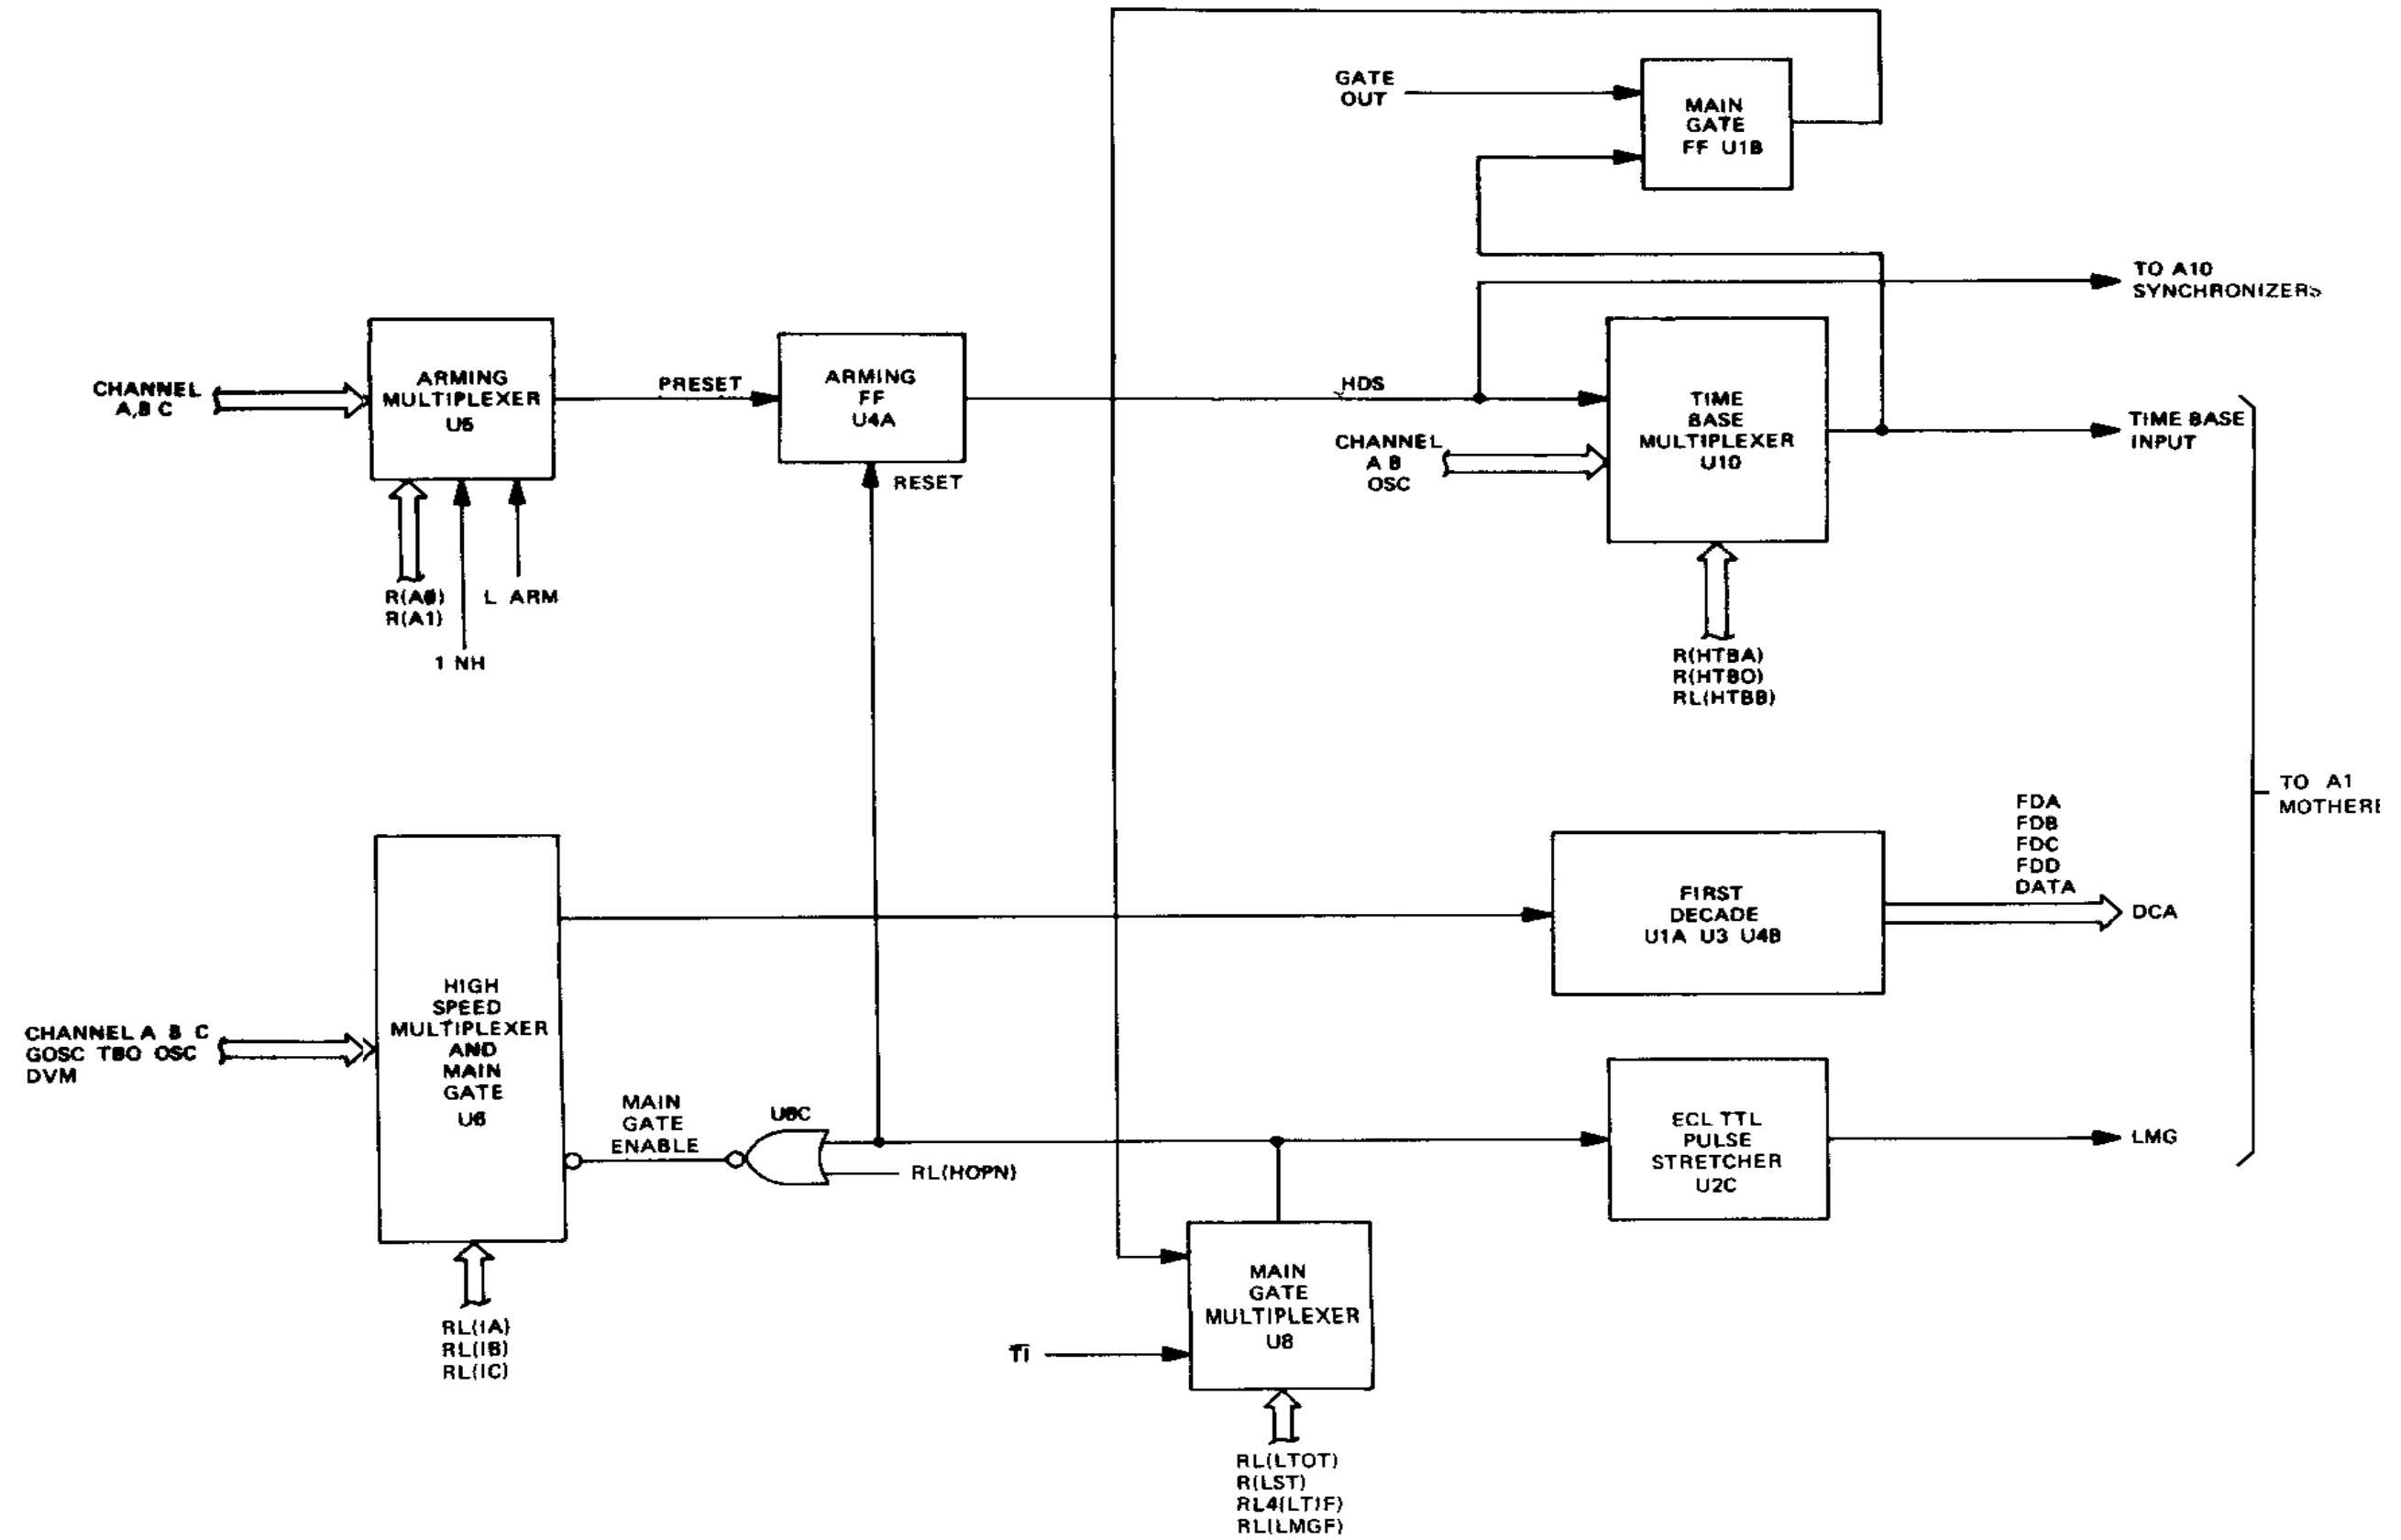 GATE
OUT
MAIN
GATE
FF U1B
TO A10
SYNCHRONIZERS
CHANNEL
A,B C
ARMING
MULTIPLEXER
U5
PRESET
ARMING
FF
U4A
RESET
HDS
CHANNEL
A B
OSC
TIME
BASE
MULTIPLEXER
U10
TIME BASE
INPUT
R(A0)
R(A1)
L ARM
1 NH
R(HTBA)
R(HTBO)
RL(HTBB)
TO A1
FDA
FDB
FDC
FDD
DATA
DCA
FIRST
DECADE
U1A U3 U4B
HIGH
SPEED
MULTIPLEXER
AND
MAIN
GATE
U6
CHANNEL A B C
GOSC TBO OSC
DVM
MAIN
GATE
ENABLE
U8C
RL(HOPN)
ECL TTL
PULSE
STRETCHER
U2C
LMG
RL(IA)
RL(IB)
RL(IC)
MAIN
GATE
MULTIPLEXER
U8
TI
RL(LTOT)
R(LST)
RL4(LTIF)
RL(LMGF)